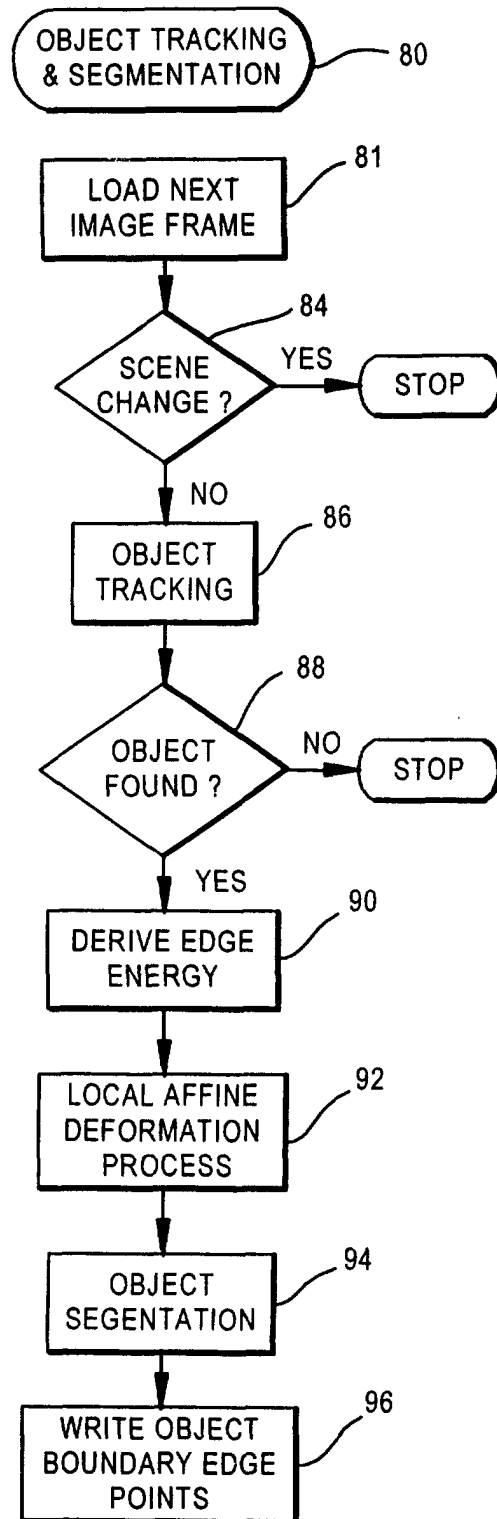 OBJECT TRACKING
& SEGMENTATION
80
81
LOAD NEXT
IMAGE FRAME
84
SCENE
CHANGE ?
YES
STOP
NO
86
OBJECT
TRACKING
88
OBJECT
FOUND ?
NO
STOP
YES
90
DERIVE EDGE
ENERGY
92
LOCAL AFFINE
DEFORMATION
PROCESS
94
OBJECT
SEGENTATION
96
WRITE OBJECT
BOUNDARY EDGE
POINTS